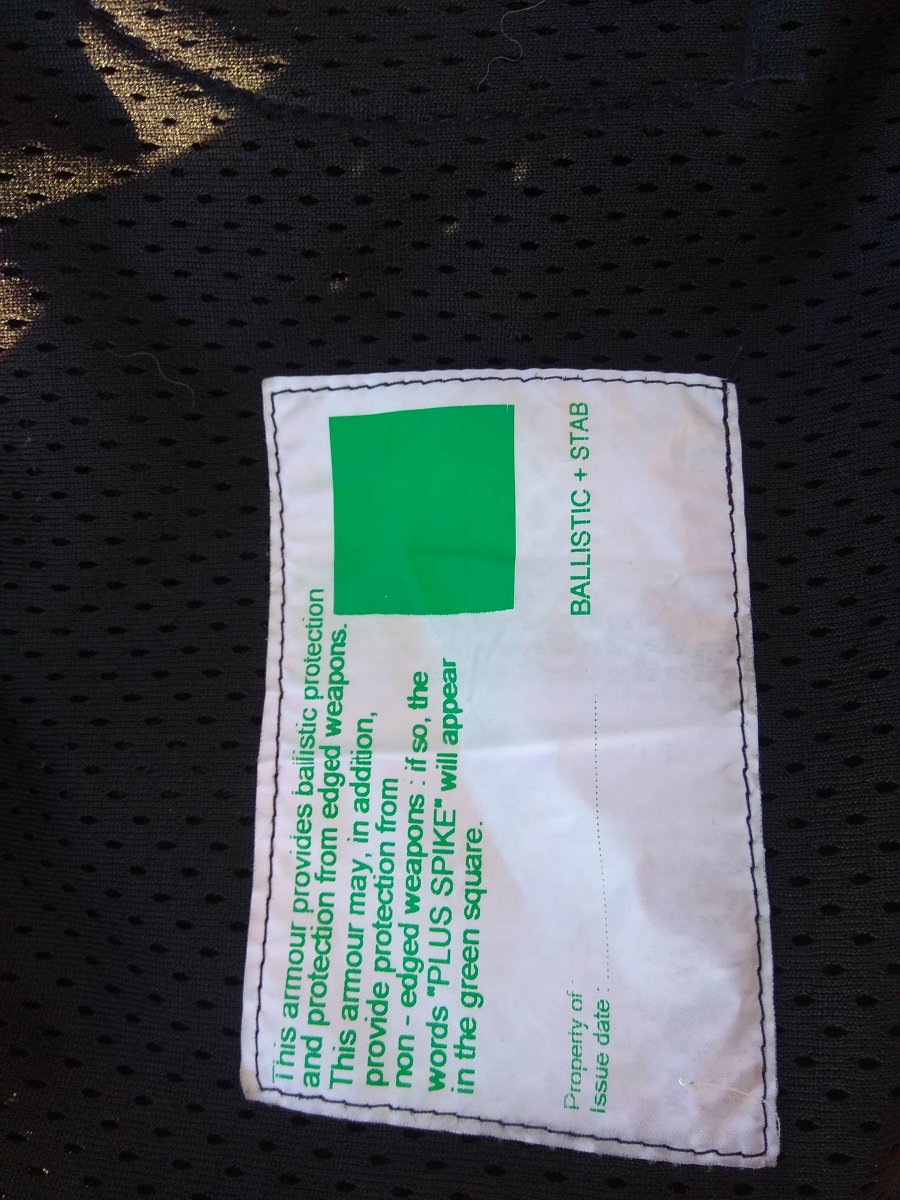 This armour provides ballistic protection
and protection from edged weapons.
This armour may, in addition,
provide protection from
non - edged weapons : if so, the
words "PLUS SPIKE" will appear
in the green square.
BALLISTIC + STAB
Property of
Issue date :